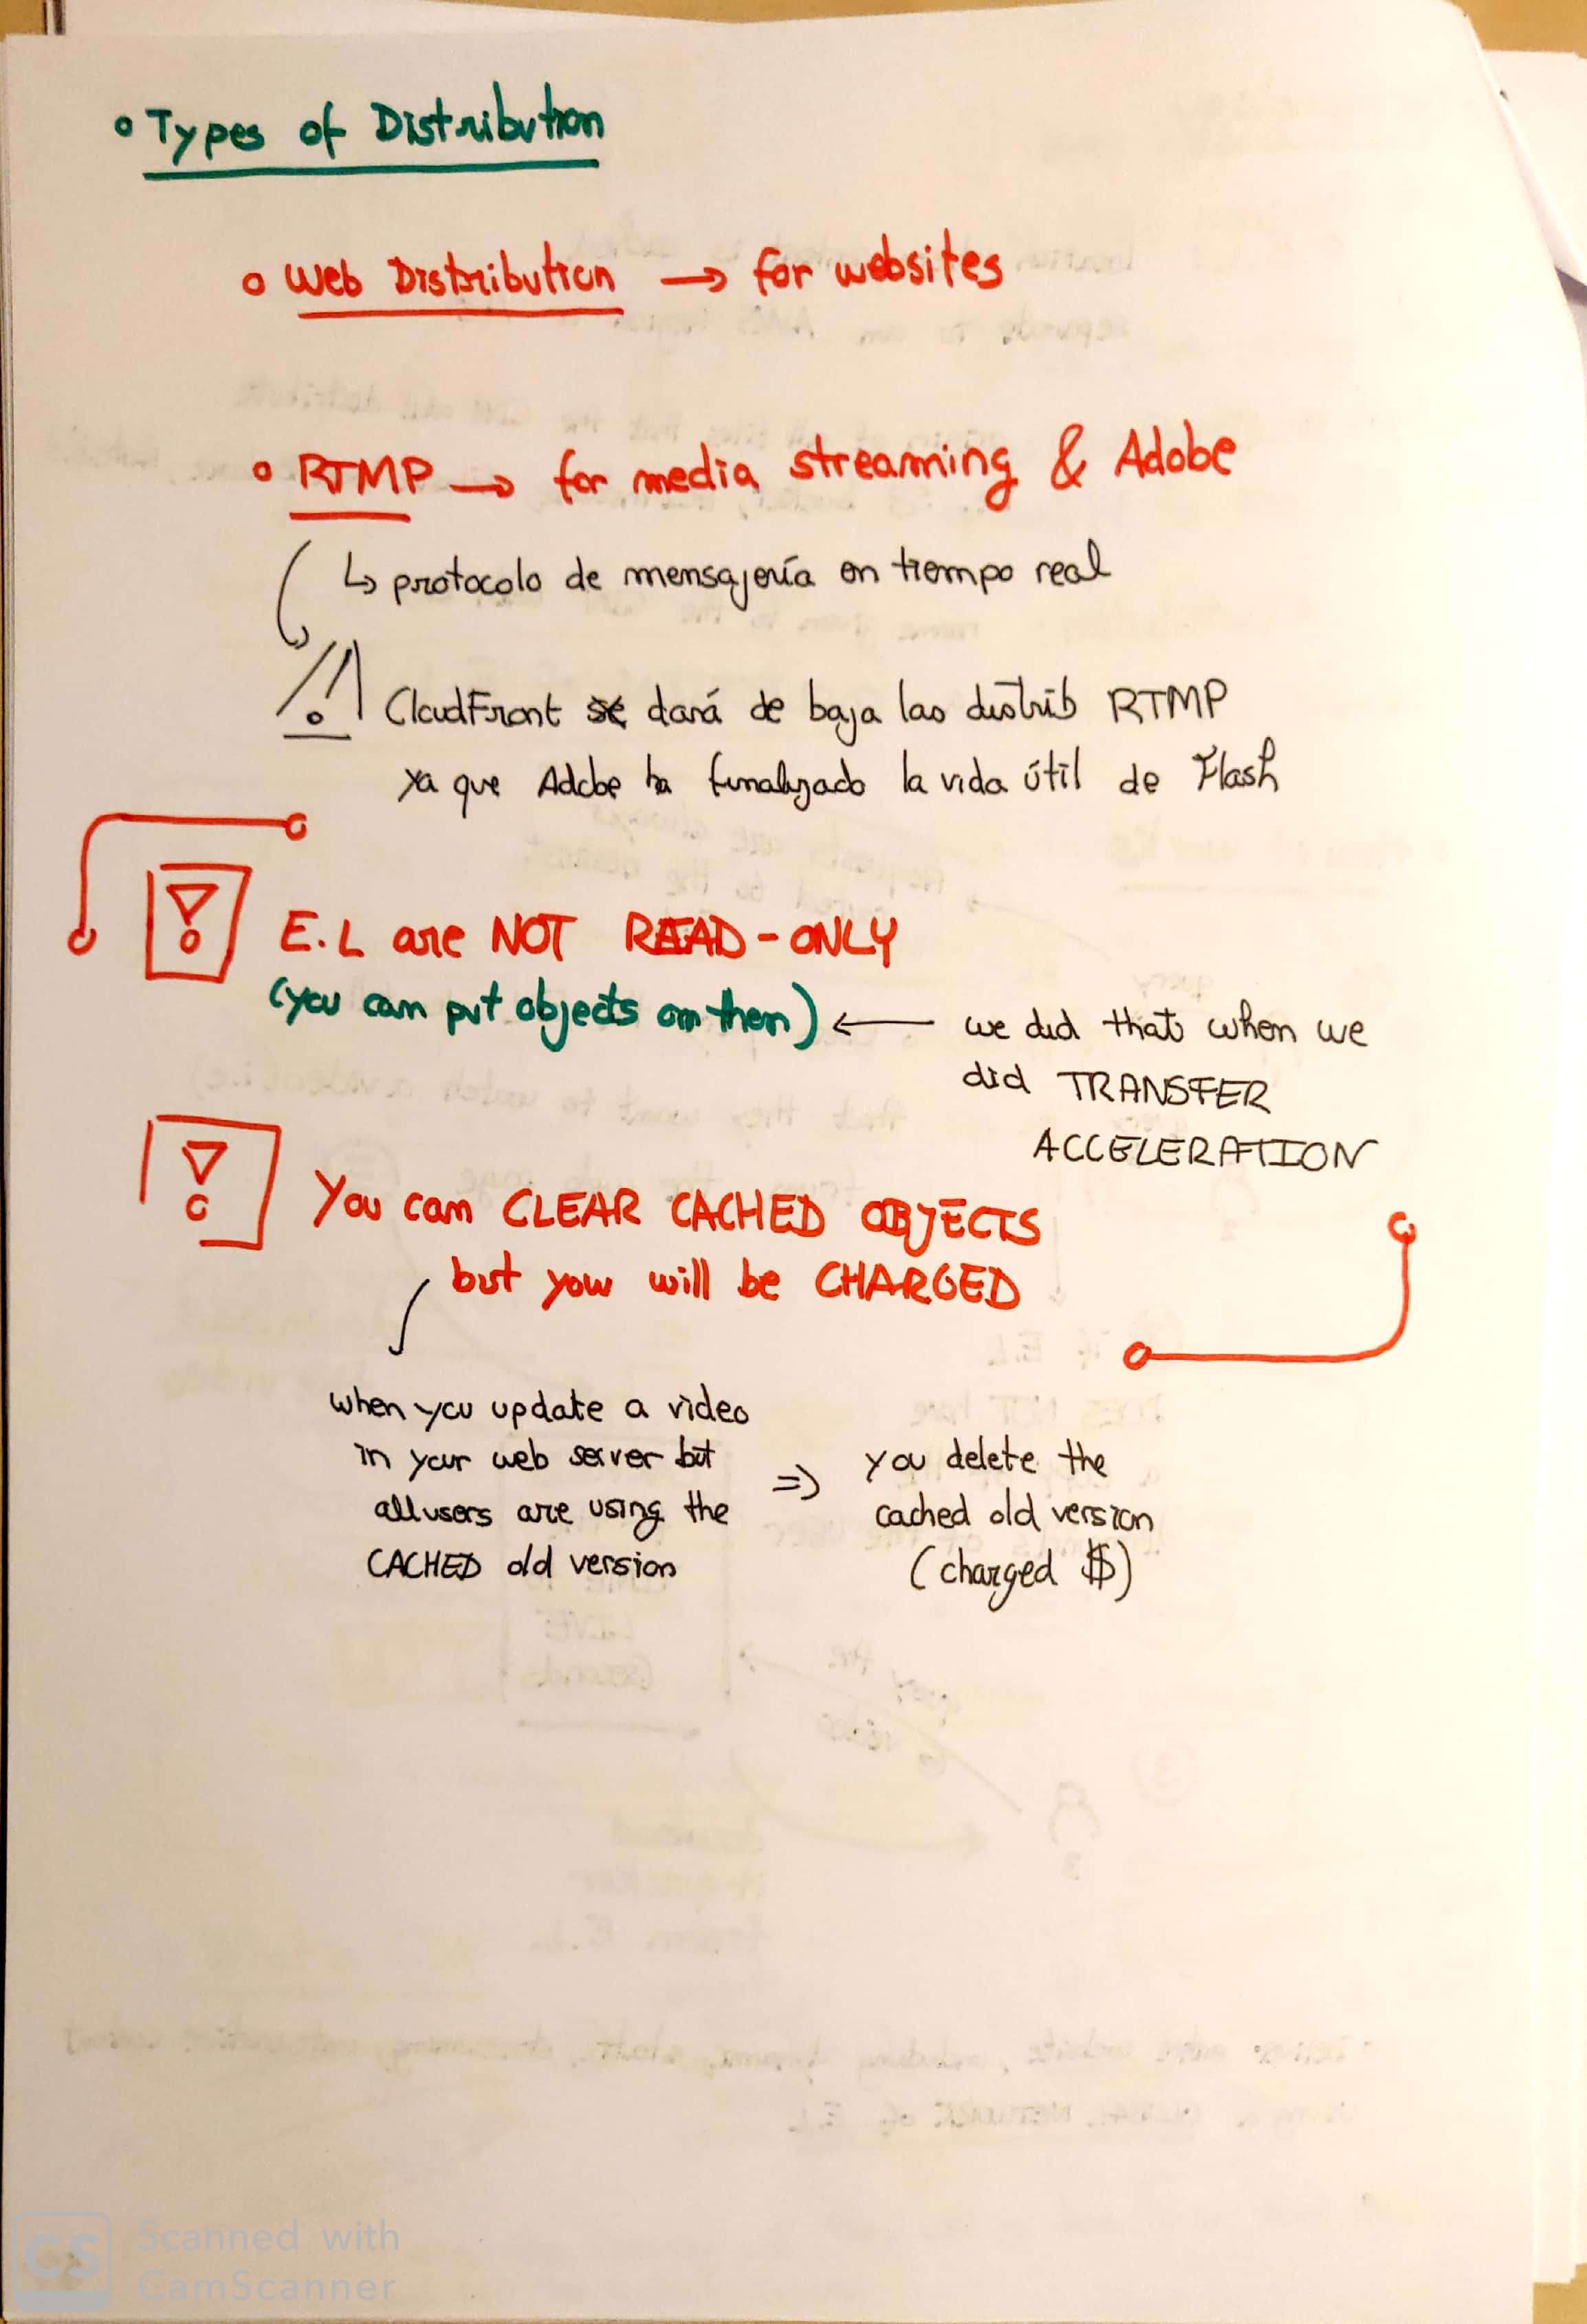 Types of Distribution
Web Distribution → for websites
RTMP → for media streaming & Adobe
↳ protocolo de mensajería en tiempo real
CloudFront se dará de baja las distrib RTMP
ya que Adobe ha finalizado la vida útil de Flash
E.L are NOT READ-ONLY
(you can put objects on them) ← we did that when we
did TRANSFER
ACCELERATION
You can CLEAR CACHED OBJECTS
but you will be CHARGED
when you update a video
in your web server but
all users are using the
CACHED old version
⇒ you delete the
cached old version
(charged $)
CS Scanned with
CamScanner